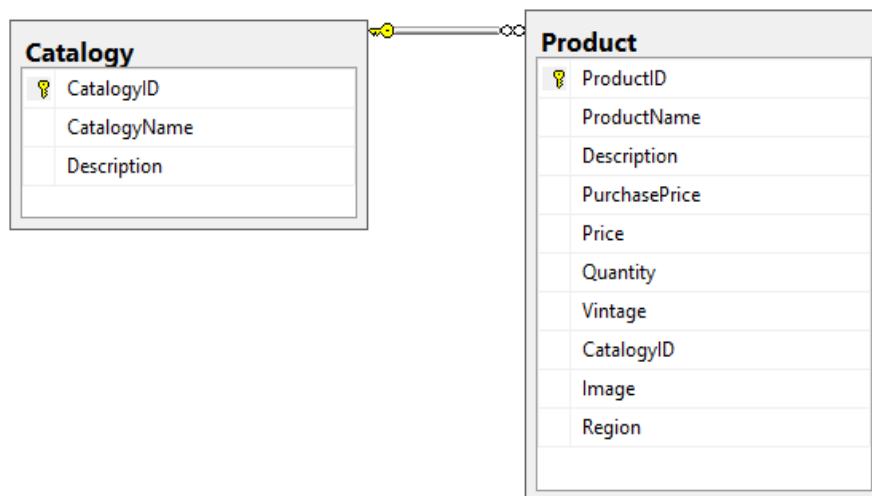 Catalogy
CatalogyID
CatalogyName
Description
Product
ProductID
ProductName
Description
PurchasePrice
Price
Quantity
Vintage
CatalogyID
Image
Region